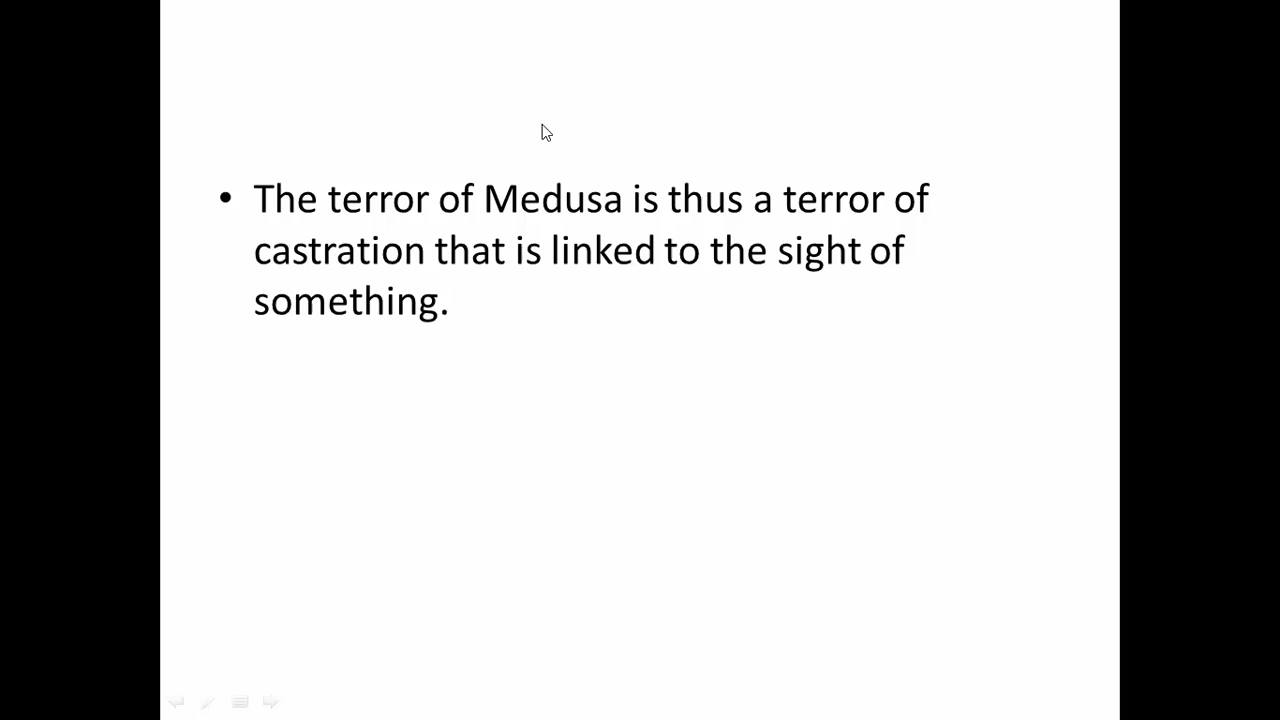 • The terror of Medusa is thus a terror of
castration that is linked to the sight of
something.